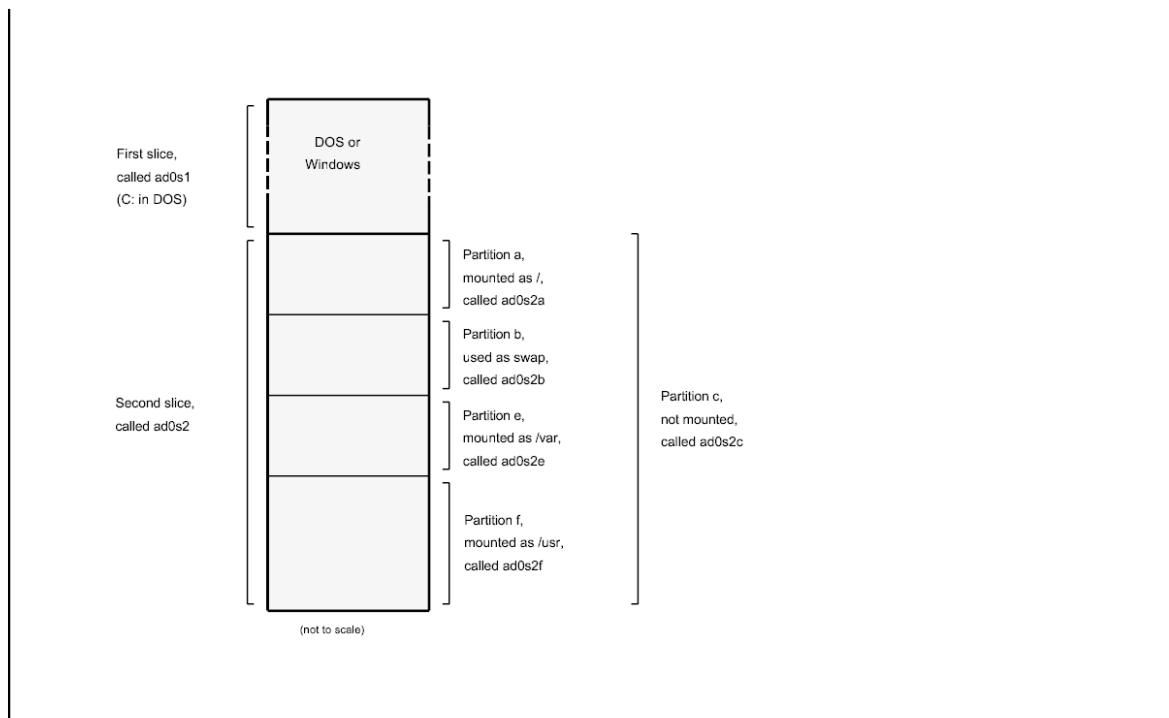 DOS or
Windows
First slice,
called ad0s1
(C: in DOS)
Partition a,
mounted as /,
called ad0s2a
Partition b,
used as swap,
called ad0s2b
Second slice,
called ad0s2
Partition c,
not mounted,
called ad0s2c
Partition e,
mounted as /var,
called ad0s2e
Partition f,
mounted as /usr,
called ad0s2f
(not to scale)